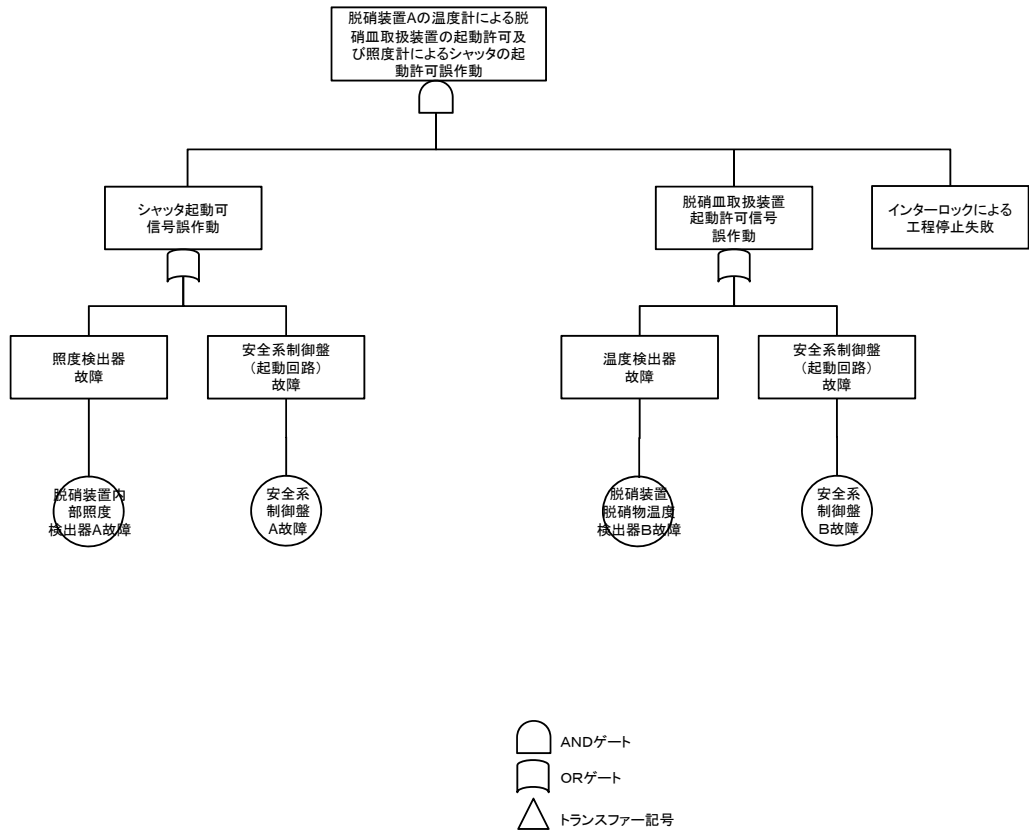 脱硝装置Aの温度計による脱
硝皿取扱装置の起動許可及
び照度計によるシャッタの起
動許可誤作動
シャッタ起動可
信号誤作動
脱硝皿取扱装置
起動許可信号
誤作動
インターロックによる
工程停止失敗
照度検出器
故障
安全系制御盤
（起動回路）
故障
温度検出器
故障
安全系制御盤
（起動回路）
故障
脱硝装置内
部照度
検出器A故障
安全系
制御盤
A故障
脱硝装置
脱硝物温度
検出器B故障
安全系
制御盤
B故障
ANDゲート
ORゲート
トランスファー記号